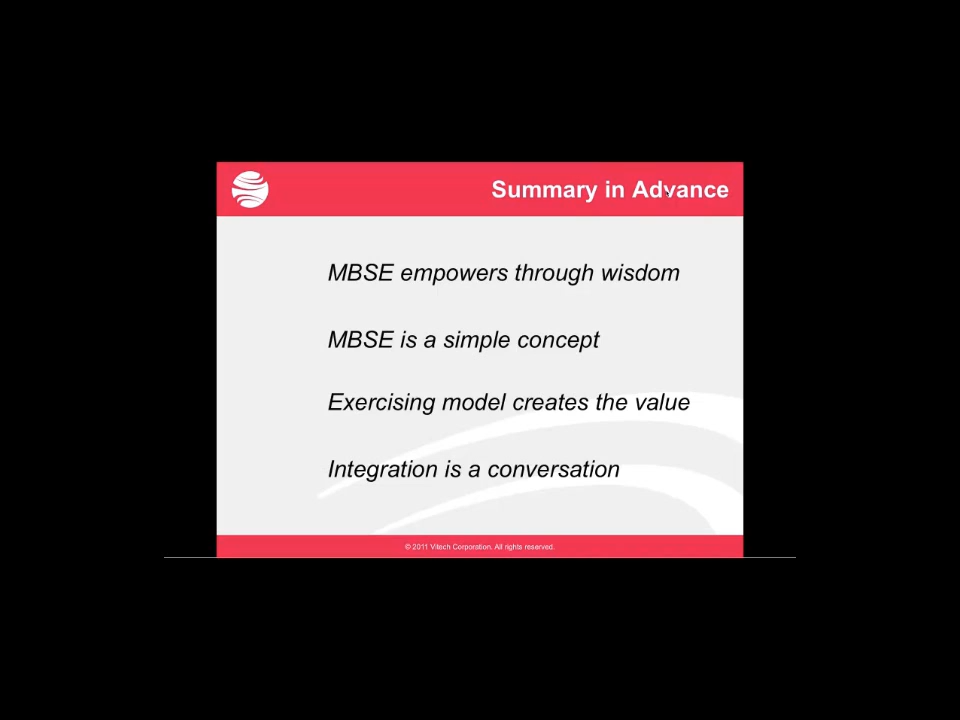 Summary in Advance
MBSE empowers through wisdom
MBSE is a simple concept
Exercising model creates the value
Integration is a conversation
© 2011 Vitech Corporation. All rights reserved.